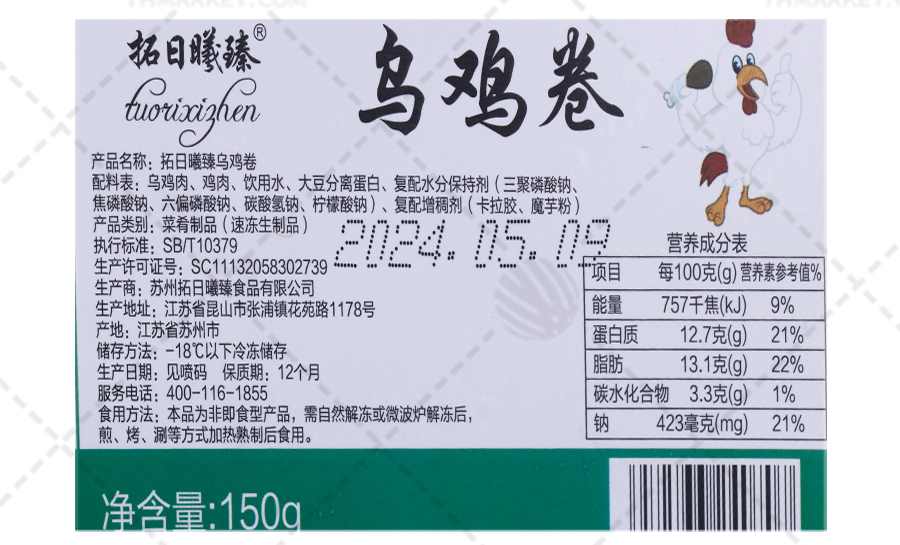 拓日曦臻®
tuorixizhen
乌鸡卷
产品名称：拓日曦臻乌鸡卷
配料表：乌鸡肉、鸡肉、饮用水、大豆分离蛋白、复配水分保持剂（三聚磷酸钠、
焦磷酸钠、六偏磷酸钠、碳酸氢钠、柠檬酸钠）、复配增稠剂（卡拉胶、魔芋粉）
产品类别：菜肴制品（速冻生制品）
执行标准：SB/T10379
生产许可证号：SC11132058302739
生产商：苏州拓日曦臻食品有限公司
生产地址：江苏省昆山市张浦镇花苑路1178号
产地：江苏省苏州市
储存方法：-18℃以下冷冻储存
生产日期：见喷码 保质期：12个月
服务电话：400-116-1855
食用方法：本品为非即食型产品，需自然解冻或微波炉解冻后，
煎、烤、涮等方式加热熟制后食用。
2024.05.09
营养成分表
项目 每100克(g) 营养素参考值%
能量 757千焦(kJ) 9%
蛋白质 12.7克(g) 21%
脂肪 13.1克(g) 22%
碳水化合物 3.3克(g) 1%
钠 423毫克(mg) 21%
净含量:150g